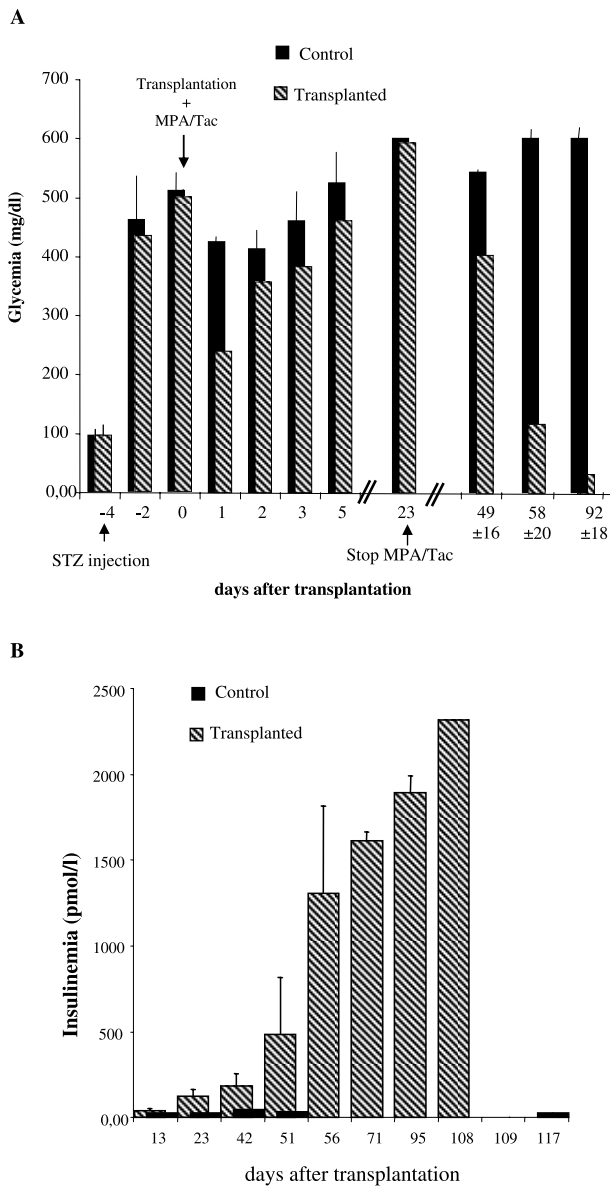 A
Control
Transplanted
Transplantation
+
MPA/Tac
Glycemia (mg/dl)
700
600
500
400
300
200
100
0,00
-4 -2 0 1 2 3 5 23 49 58 92
±16 ±20 ±18
STZ injection
Stop MPA/Tac
days after transplantation
B
Control
Transplanted
Insulinemia (pmol/l)
2500
2000
1500
1000
500
0,00
13 23 42 51 56 71 95 108 109 117
days after transplantation